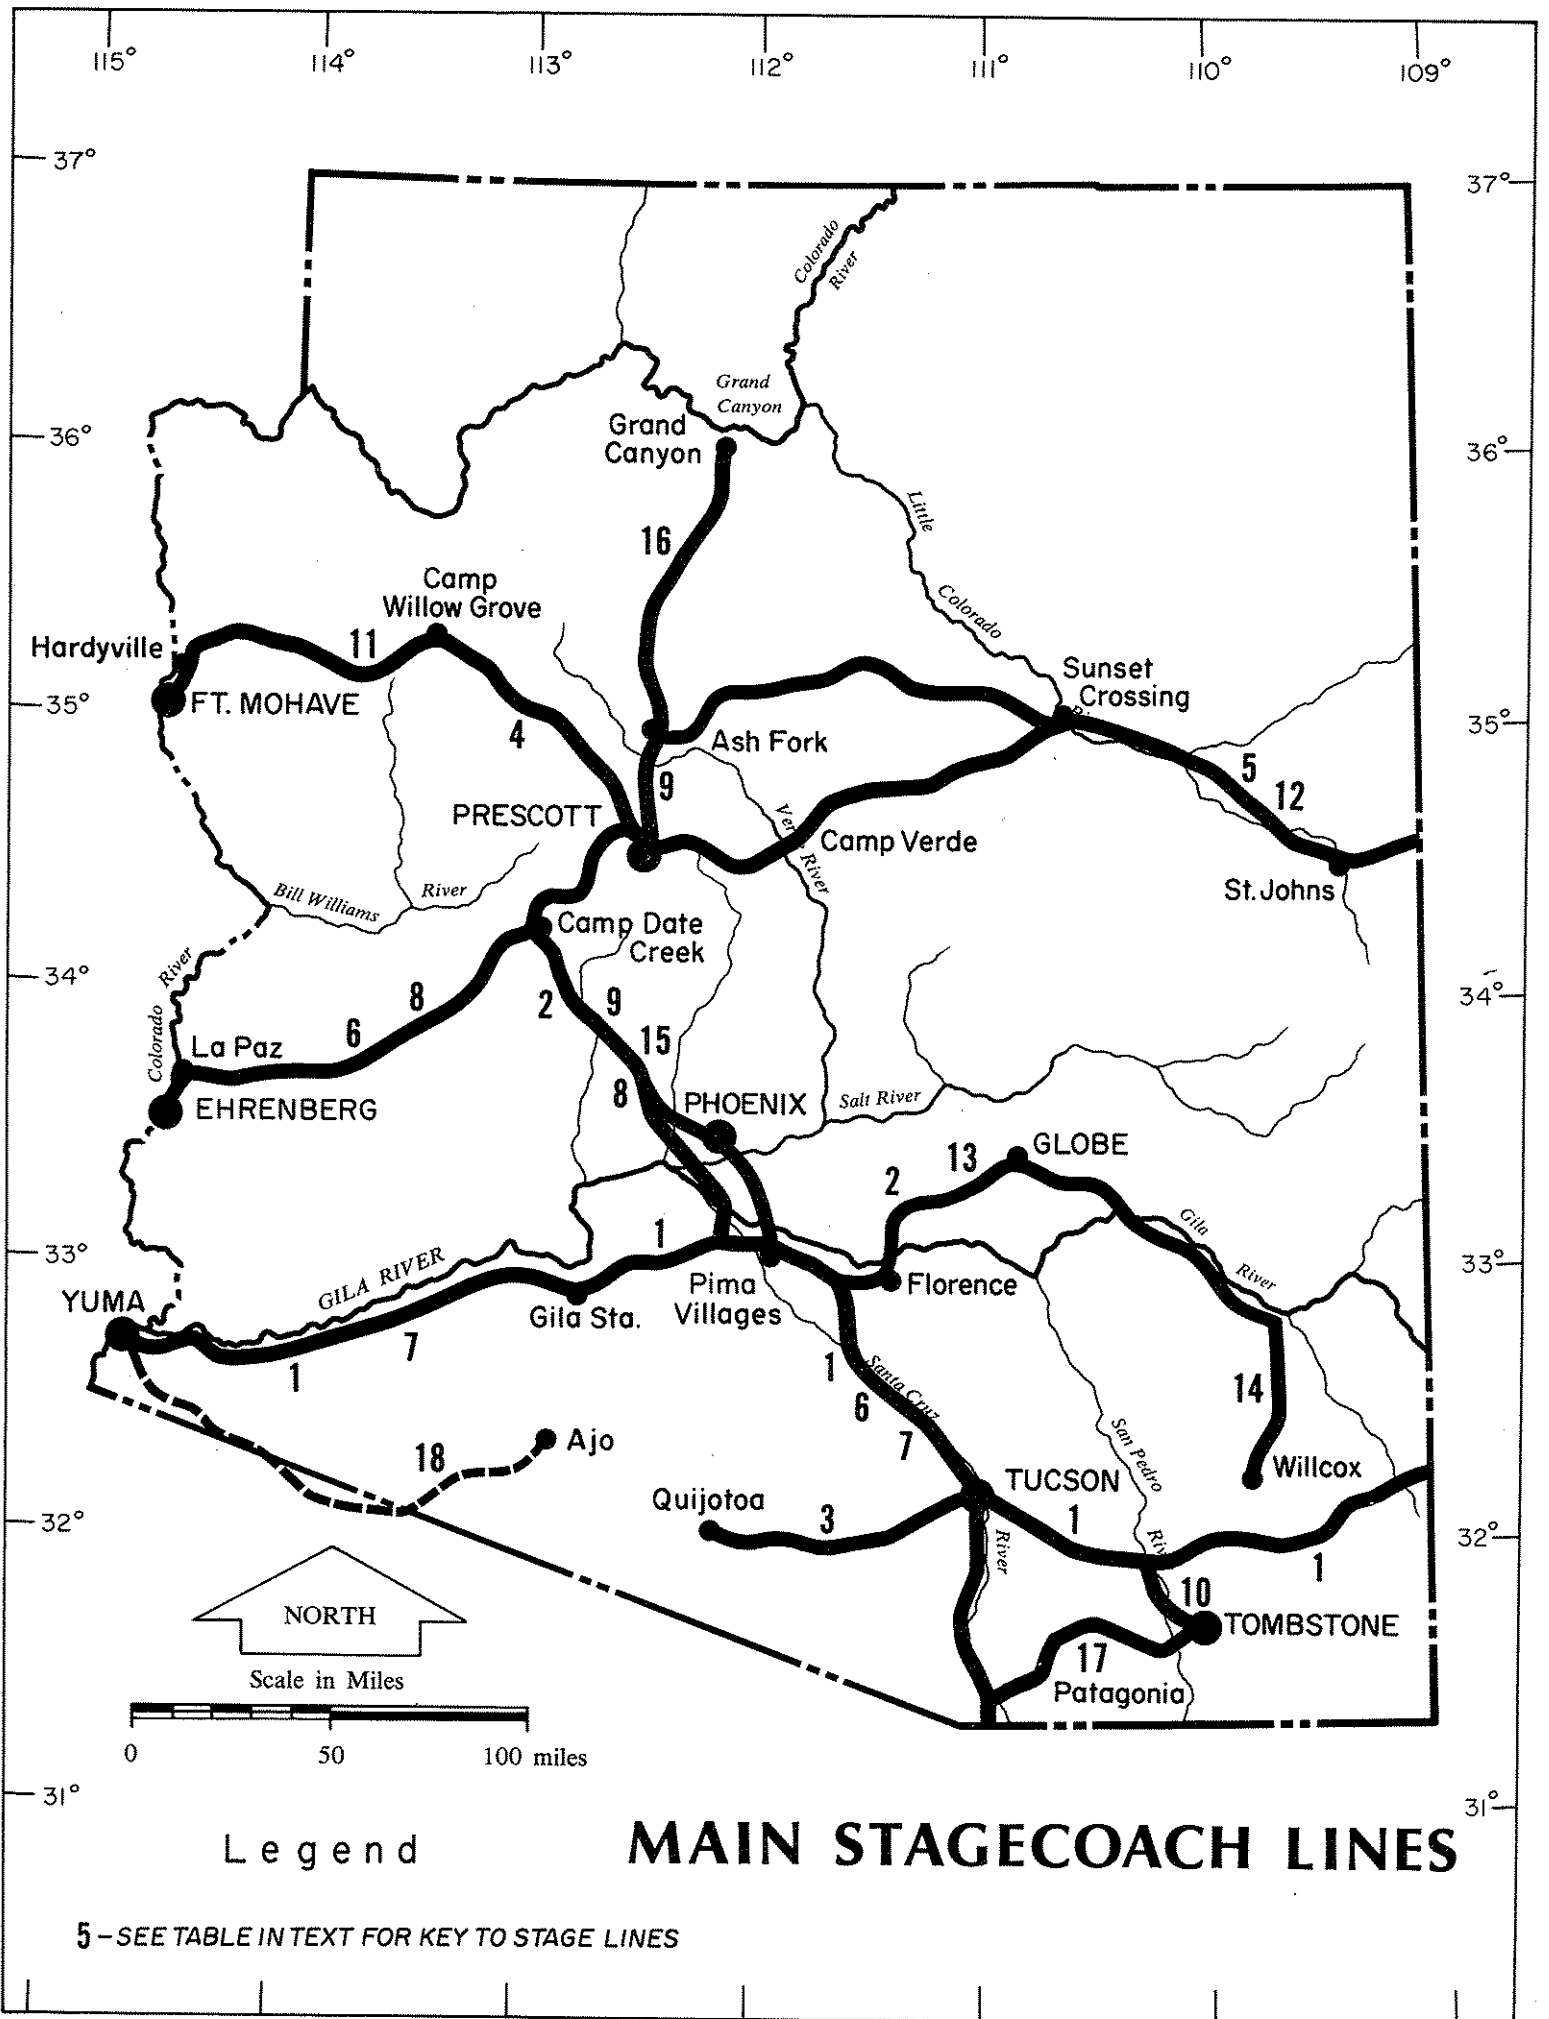 115° 114° 113° 112° 111° 110° 109°
37° 37°
Colorado
River
Grand
Canyon
Grand
Canyon
36° 36°
Little
16
Camp
Willow Grove
Colorado
Hardyville 11
Sunset
Crossing
FT. MOHAVE
35° 35°
4
Ash Fork
5
9
12
PRESCOTT
River
Camp Verde
St. Johns
Bill Williams River
Camp Date
Creek
River
34° 34°
8 2 9
6 15
Colorado
La Paz
8 PHOENIX
EHRENBERG
Salt River
GLOBE
13
2
Gila
1
33° 33°
GILA RIVER
River
Pima
Villages
Florence
YUMA
Gila Sta.
7
1
1
Santa Cruz
14
6
San Pedro
7
Ajo
18
Willcox
TUCSON
Quijotoa
3
1
32° 32°
River
1
10
NORTH
TOMBSTONE
17
Patagonia
Scale in Miles
0 50 100 miles
31° 31°
Legend
MAIN STAGECOACH LINES
5 – SEE TABLE IN TEXT FOR KEY TO STAGE LINES